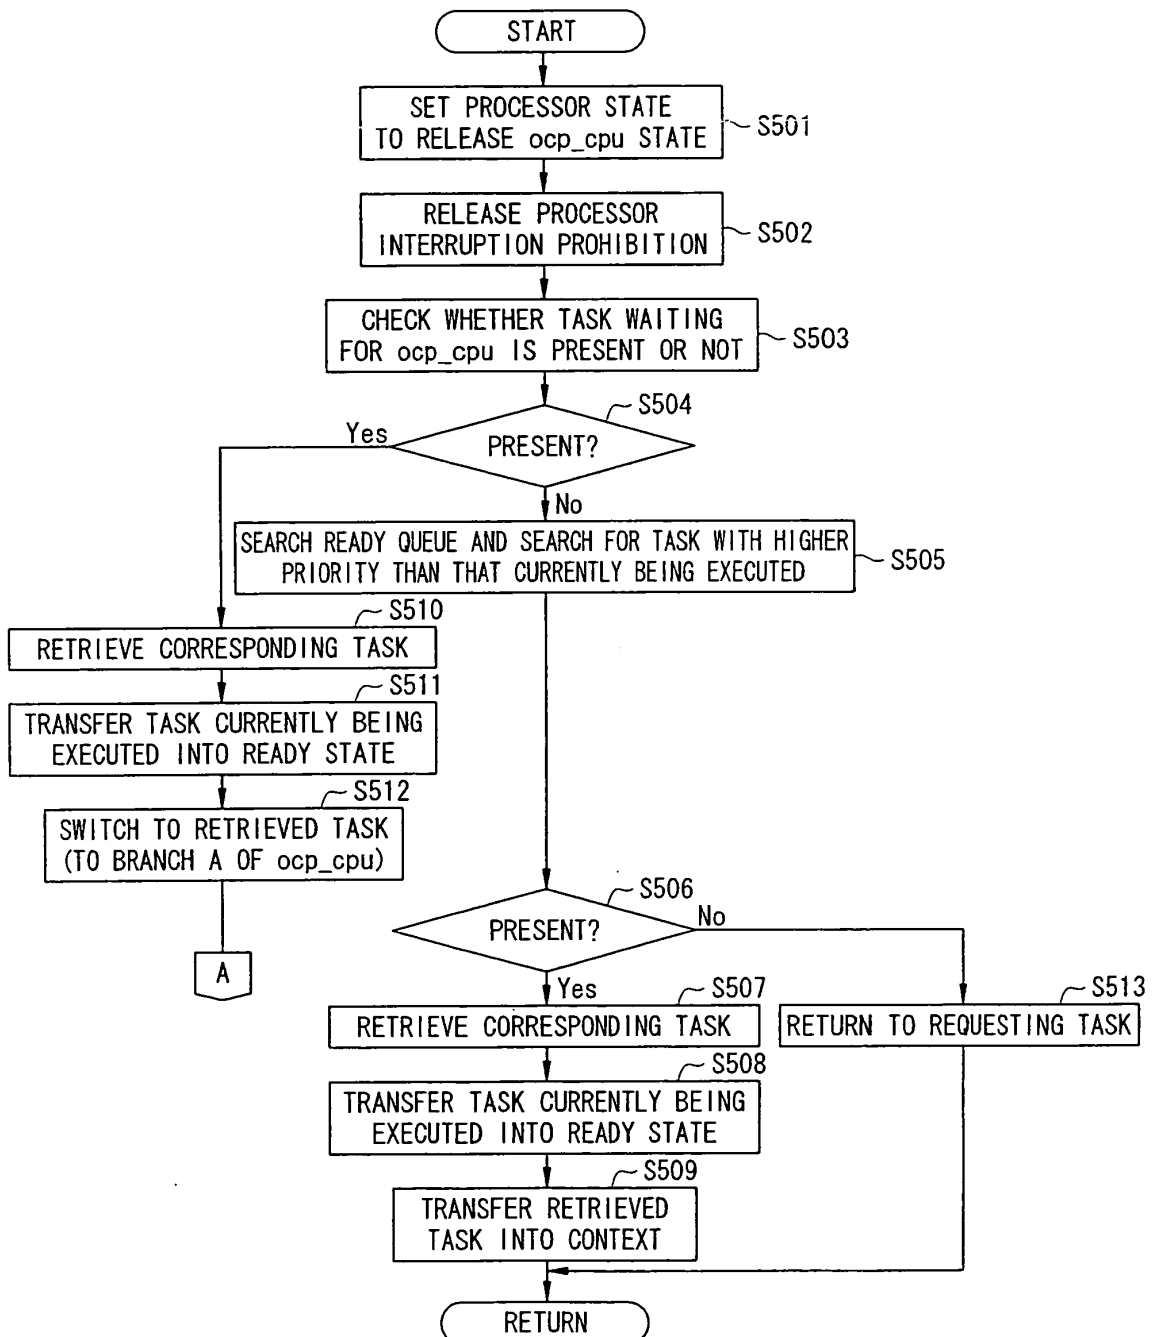 START
SET PROCESSOR STATE
TO RELEASE ocp_cpu STATE
S501
RELEASE PROCESSOR
INTERRUPTION PROHIBITION
S502
CHECK WHETHER TASK WAITING
FOR ocp_cpu IS PRESENT OR NOT
S503
S504
Yes
PRESENT?
No
SEARCH READY QUEUE AND SEARCH FOR TASK WITH HIGHER
PRIORITY THAN THAT CURRENTLY BEING EXECUTED
S505
S510
RETRIEVE CORRESPONDING TASK
S511
TRANSFER TASK CURRENTLY BEING
EXECUTED INTO READY STATE
S512
SWITCH TO RETRIEVED TASK
(TO BRANCH A OF ocp_cpu)
A
S506
PRESENT?
No
Yes
S507
RETRIEVE CORRESPONDING TASK
S513
RETURN TO REQUESTING TASK
S508
TRANSFER TASK CURRENTLY BEING
EXECUTED INTO READY STATE
S509
TRANSFER RETRIEVED
TASK INTO CONTEXT
RETURN